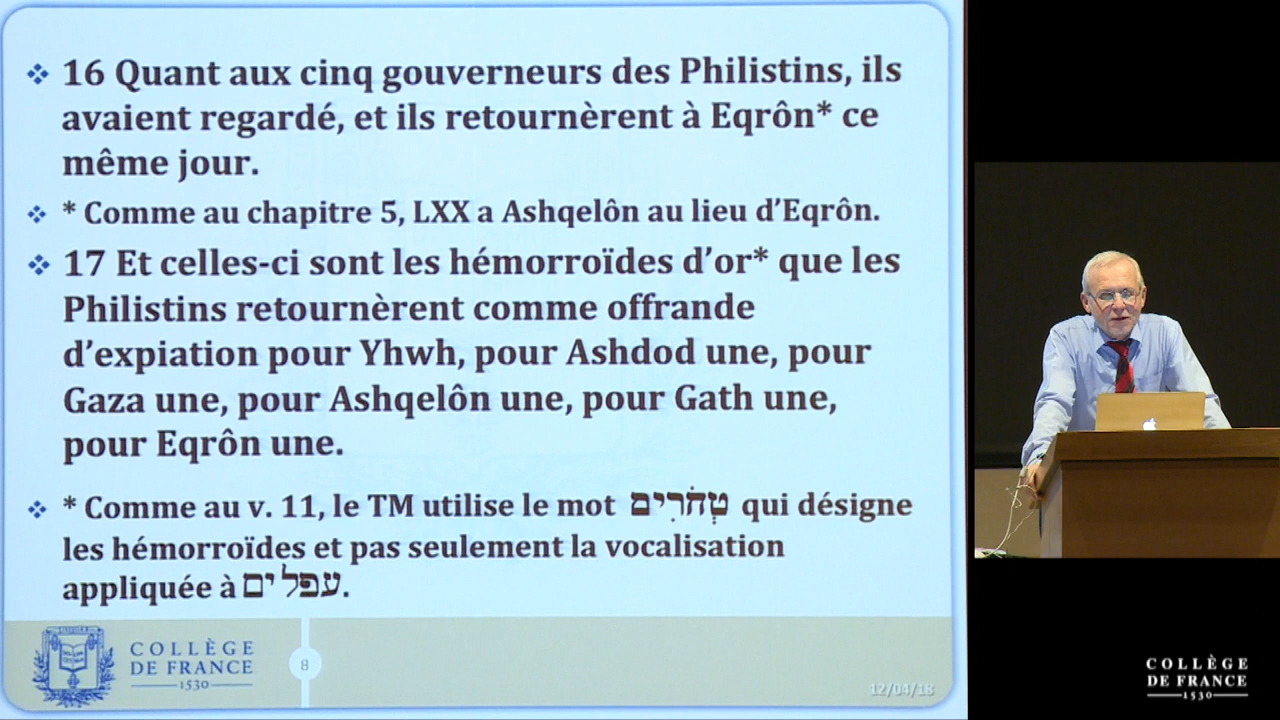 ❖ 16 Quant aux cinq gouverneurs des Philistins, ils
avaient regardé, et ils retournèrent à Eqrôn* ce
même jour.
❖ * Comme au chapitre 5, LXX a Ashqelôn au lieu d’Eqrôn.
❖ 17 Et celles-ci sont les hémorroïdes d’or* que les
Philistins retournèrent comme offrande
d’expiation pour Yhwh, pour Ashdod une, pour
Gaza une, pour Ashqelôn une, pour Gath une,
pour Eqrôn une.
❖ * Comme au v. 11, le TM utilise le mot טְחֹרִים qui désigne
les hémorroïdes et pas seulement la vocalisation
appliquée à עפלים.
COLLÈGE
DE FRANCE
1530
8
12/04/18
COLLÈGE
DE FRANCE
1530